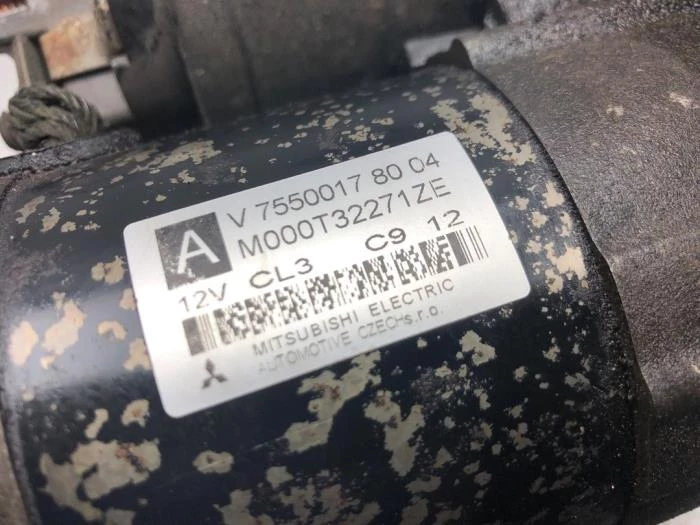 A
V 7550017 80 04
M000T32271ZE
12V CL3 C9 12
MITSUBISHI ELECTRIC
AUTOMOTIVE CZECH s.r.o.